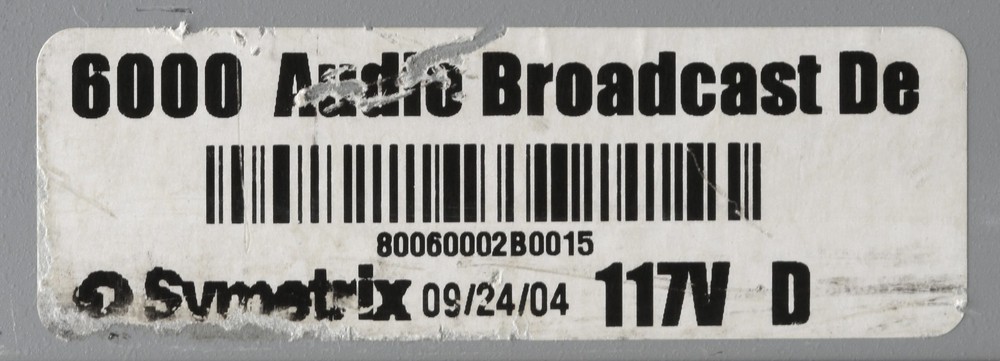 6000 Audio Broadcast De
80060002B0015
Symetrix 09/24/04 117V D